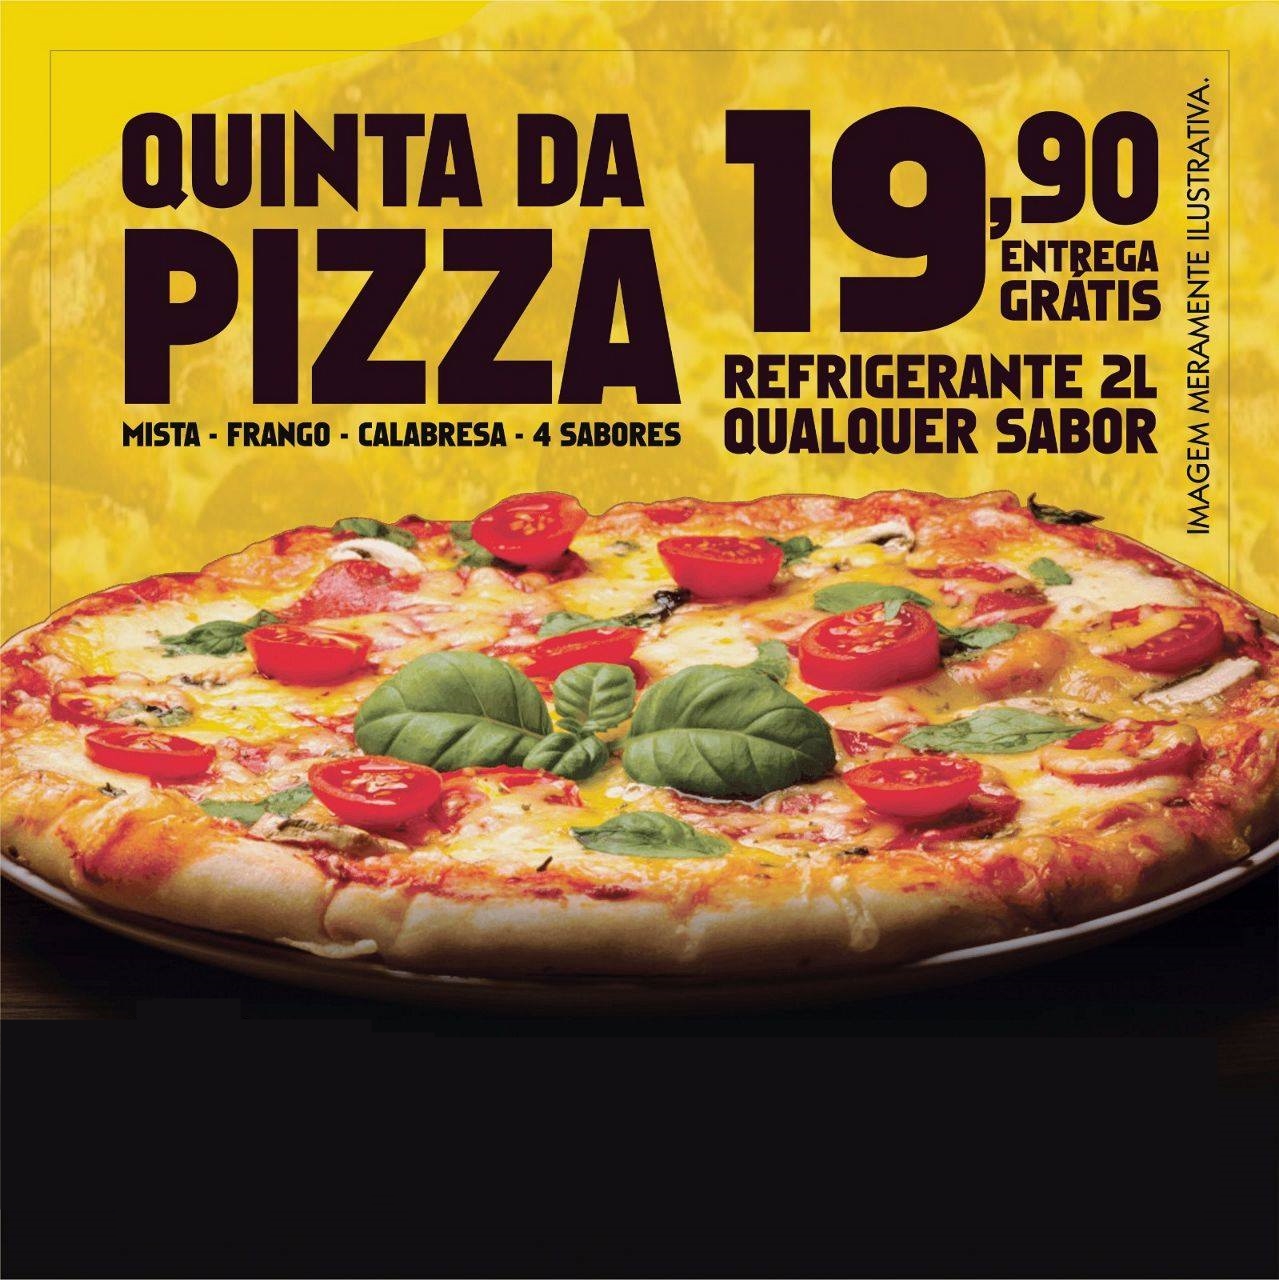 QUINTA DA
PIZZA
MISTA - FRANGO - CALABRESA - 4 SABORES
19,90
ENTREGA
GRÁTIS
REFRIGERANTE 2L
QUALQUER SABOR
IMAGEM MERAMENTE ILUSTRATIVA.